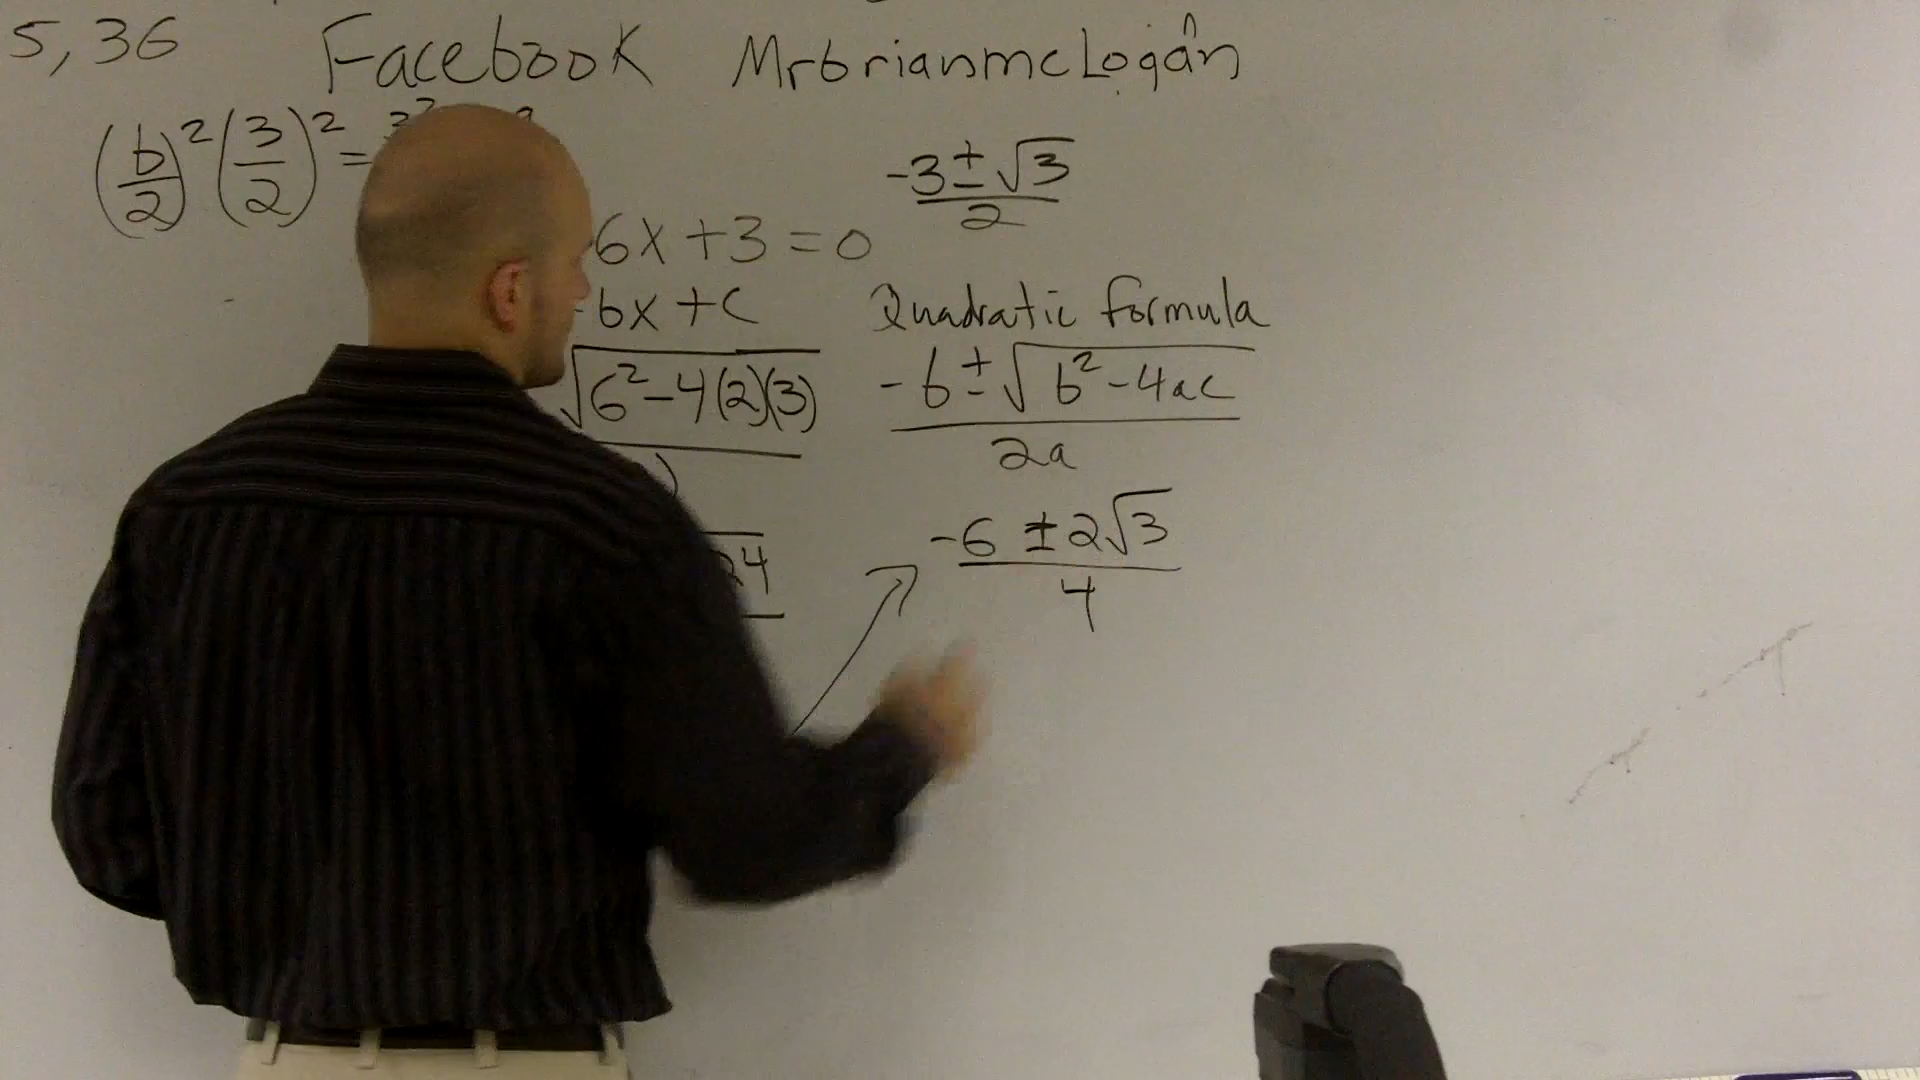 5, 36
Facebook MrbrianmcLogan
(b/2)² (3/2)² =
-3 ± √3 / 2
6x + 3 = 0
bx + c
Quadratic formula
√6² - 4(2)(3)
-b ± √b² - 4ac / 2a
-6 ± 2√3 / 4
24